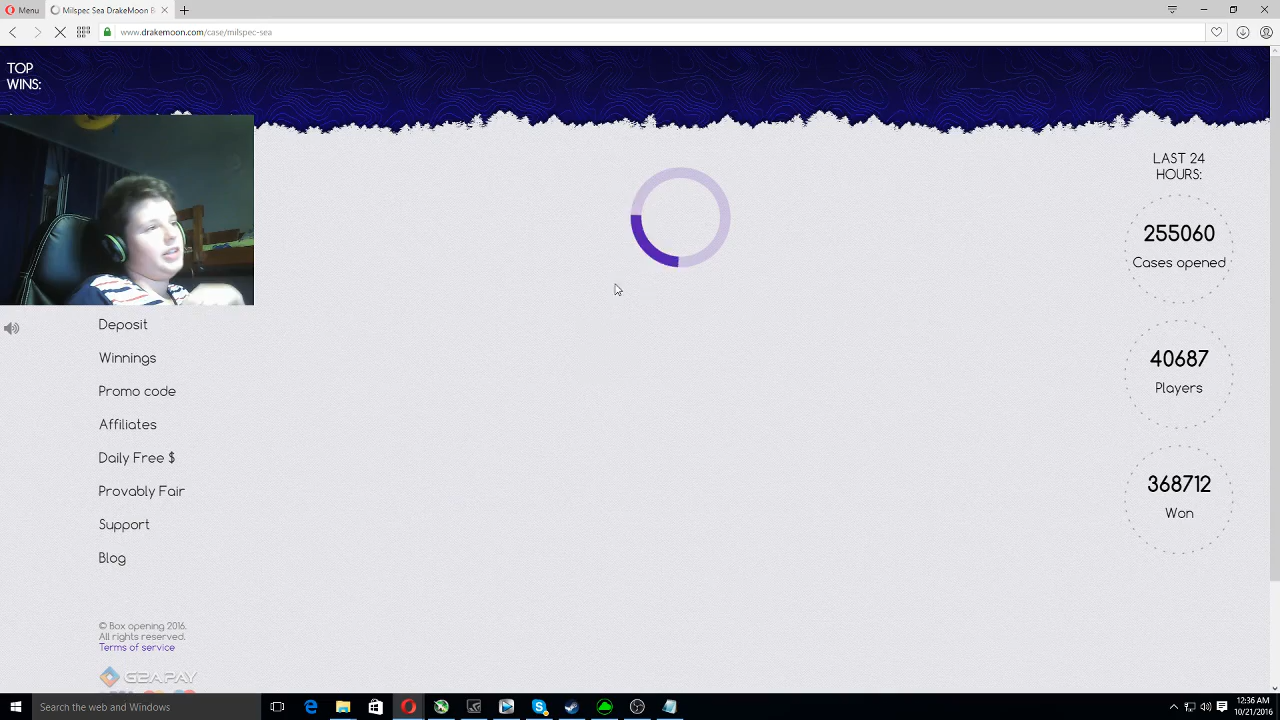 Menu
Milspec Sea DrakeMoon B
www.drakemoon.com/case/milspec-sea
TOP
WINS:
LAST 24
HOURS:
255060
Cases opened
40687
Players
368712
Won
Deposit
Winnings
Promo code
Affiliates
Daily Free $
Provably Fair
Support
Blog
© Box opening 2016.
All rights reserved.
Terms of service
G2A PAY
Search the web and Windows
12:36 AM
10/21/2016